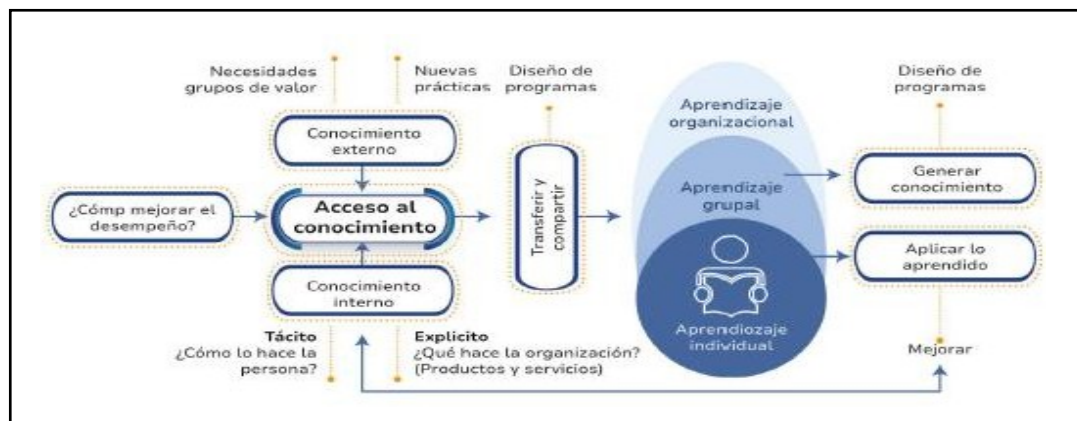 Necesidades
grupos de valor
Nuevas
prácticas
Diseño de
programas
Diseño de
programas
Conocimiento
externo
¿Cómp mejorar el
desempeño?
Acceso al
conocimiento
Conocimiento
interno
Tácito
¿Cómo lo hace la
persona?
Explícito
¿Qué hace la organización?
(Productos y servicios)
Transferir y
compartir
Aprendizaje
organizacional
Aprendizaje
grupal
Aprendiozaje
individual
Generar
conocimiento
Aplicar lo
aprendido
Mejorar